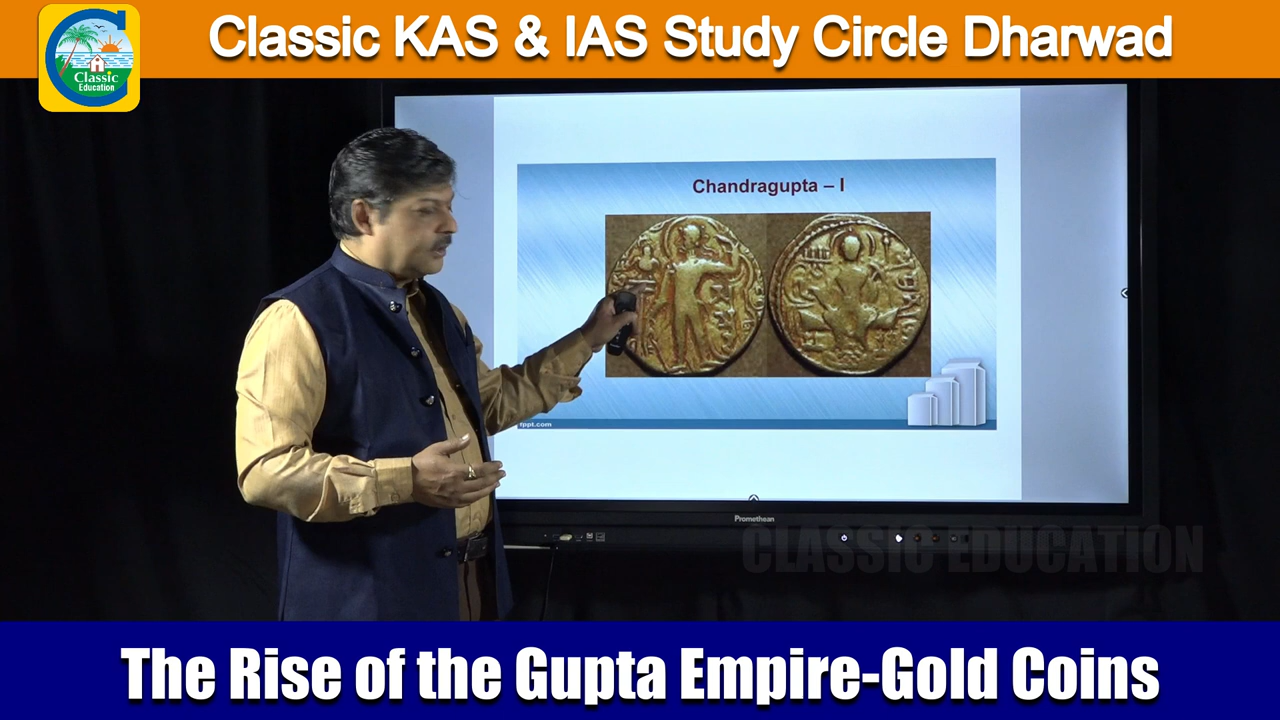 Classic KAS & IAS Study Circle Dharwad
Classic
Education
Chandragupta – I
fppt.com
Promethean
CLASSIC EDUCATION
The Rise of the Gupta Empire-Gold Coins